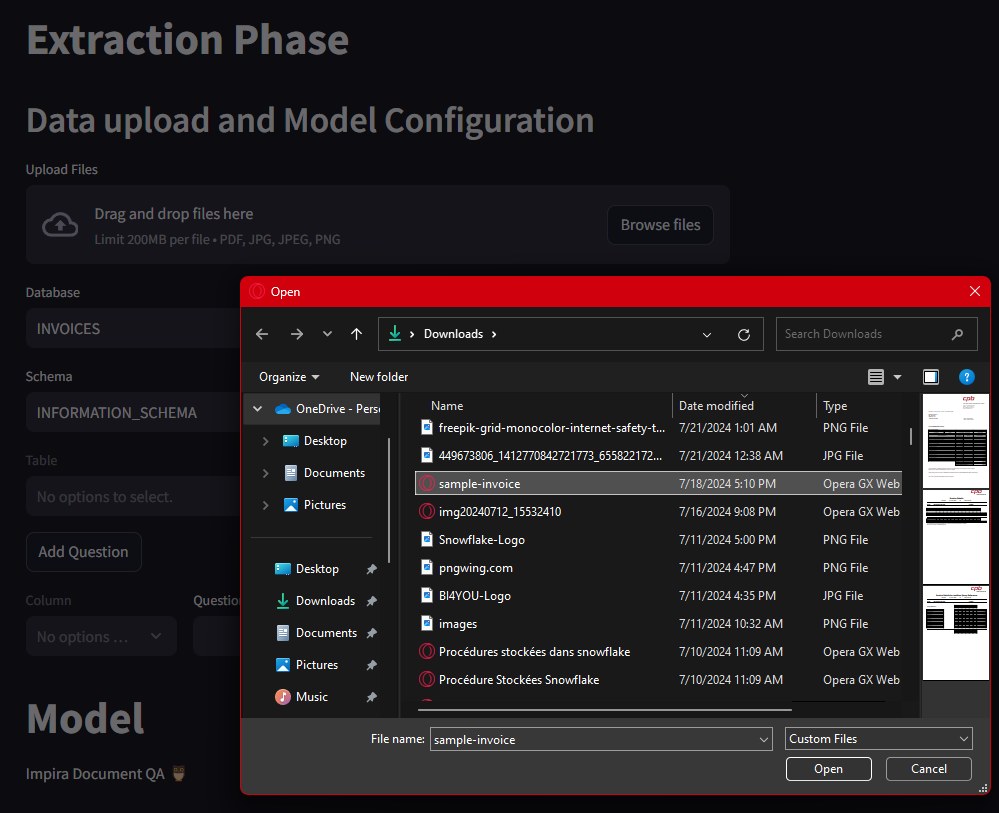 Extraction Phase
Data upload and Model Configuration
Upload Files
Drag and drop files here
Limit 200MB per file • PDF, JPG, JPEG, PNG
Browse files
Database
INVOICES
Schema
INFORMATION_SCHEMA
Table
No options to select.
Add Question
Column
Questio
No options ...
Model
Impira Document QA 🦉
Open
Downloads
Search Downloads
Organize
New folder
OneDrive - Pers
Desktop
Documents
Pictures
Desktop
Downloads
Documents
Pictures
Music
Name Date modified Type
freepik-grid-monocolor-internet-safety-t... 7/21/2024 1:01 AM PNG File
449673806_1412770842721773_655822172... 7/21/2024 12:38 AM JPG File
sample-invoice 7/18/2024 5:10 PM Opera GX Web
img20240712_15532410 7/16/2024 9:08 PM Opera GX Web
Snowflake-Logo 7/11/2024 5:00 PM PNG File
pngwing.com 7/11/2024 4:47 PM PNG File
BI4YOU-Logo 7/11/2024 4:35 PM JPG File
images 7/11/2024 10:32 AM PNG File
Procédures stockées dans snowflake 7/10/2024 11:09 AM Opera GX Web
Procédure Stockées Snowflake 7/10/2024 11:09 AM Opera GX Web
cpb
cpb
cpb
File name: sample-invoice
Custom Files
Open
Cancel